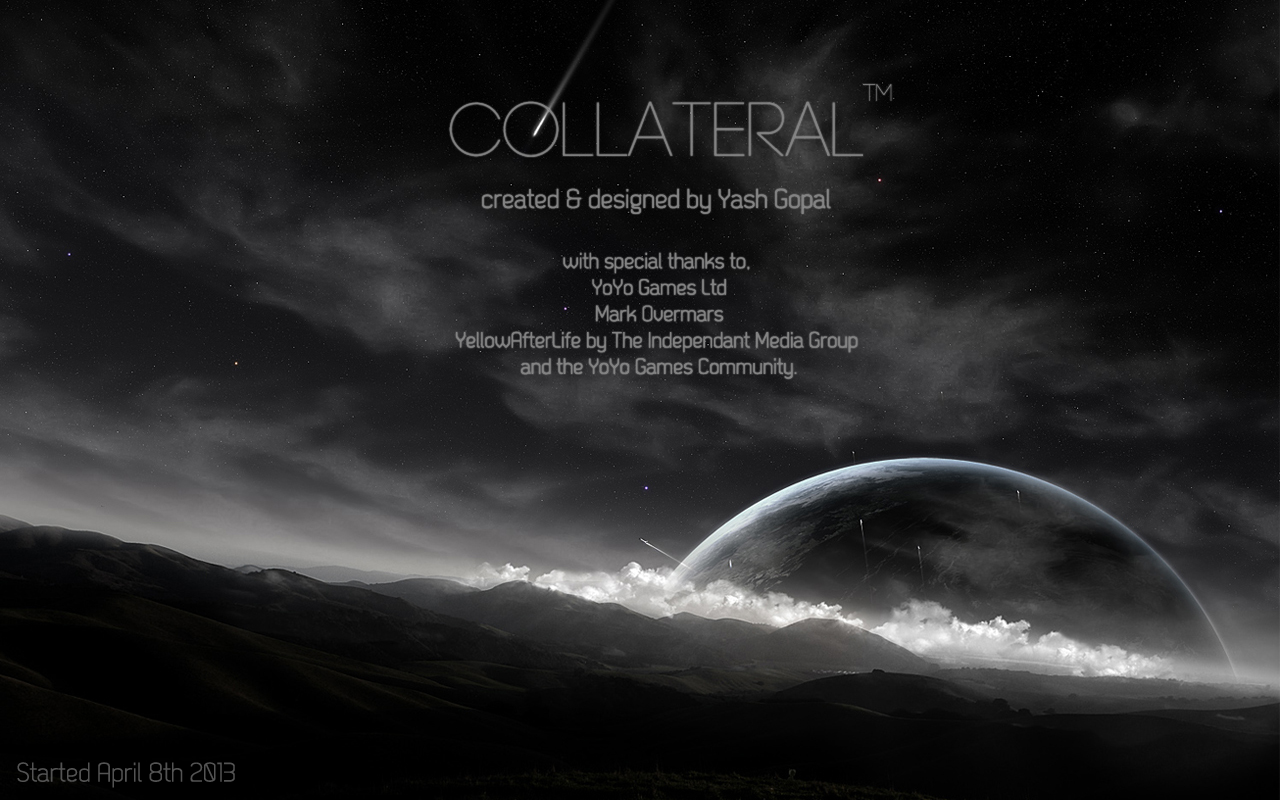 COLLATERAL™
created & designed by Yash Gopal
with special thanks to,
YoYo Games Ltd
Mark Overmars
YellowAfterLife by The Independant Media Group
and the YoYo Games Community.
Started April 8th 2013